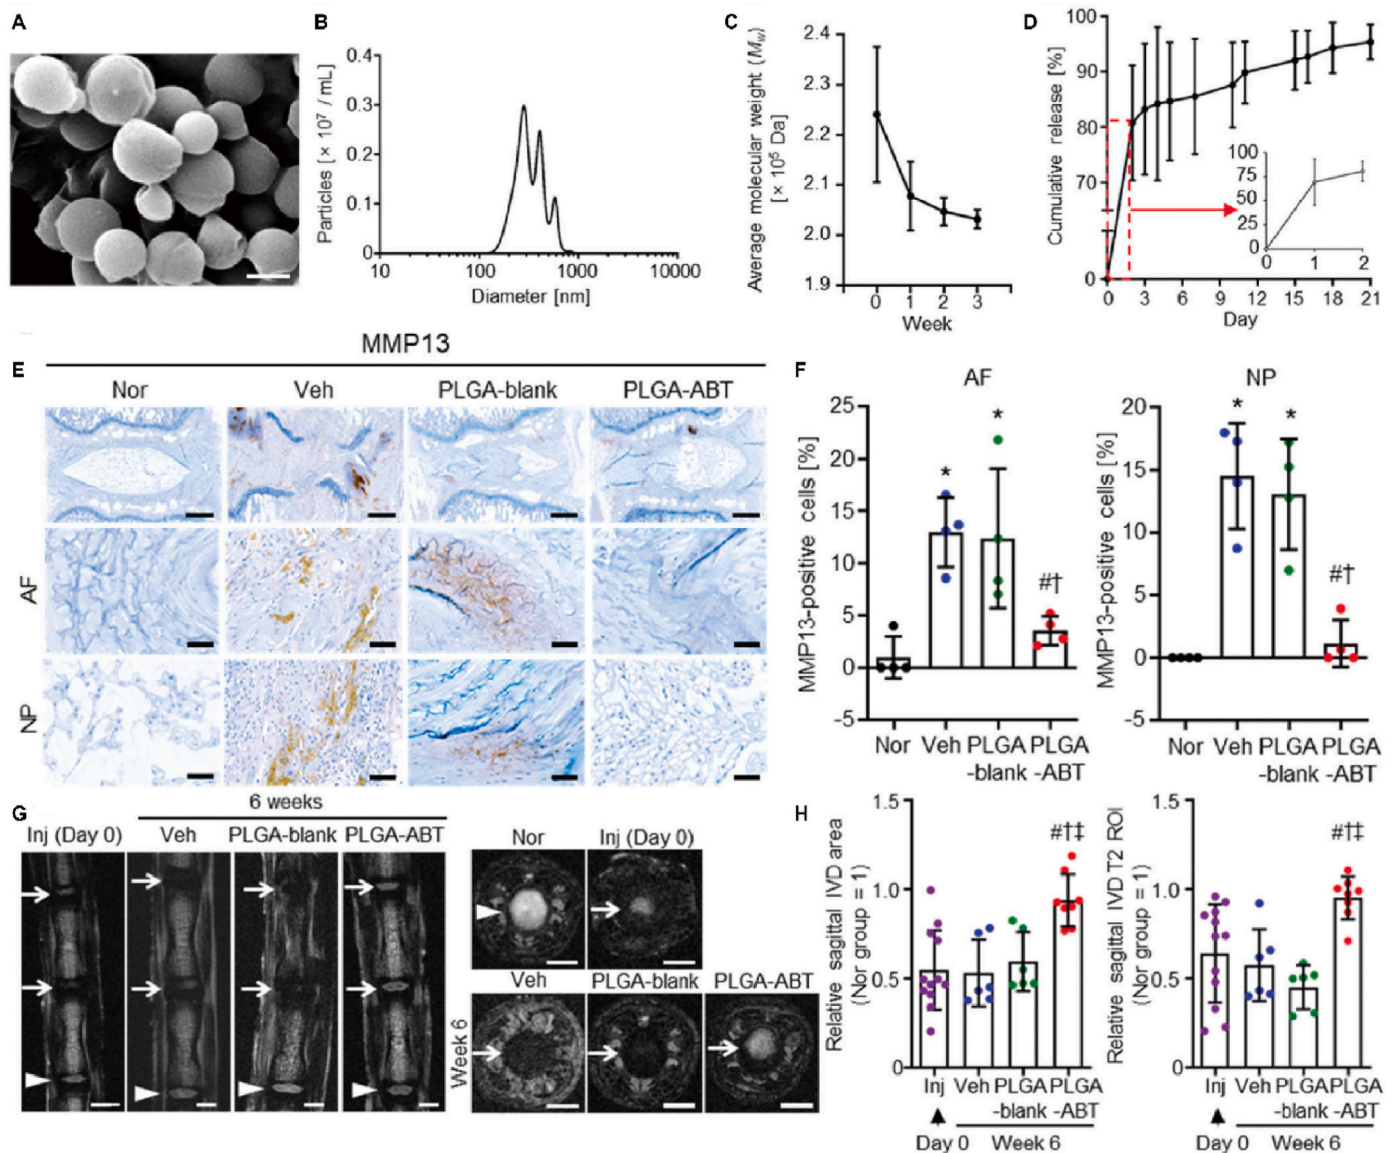 A
B
Particles [× 10⁷ / mL]
0.4
0.3
0.2
0.1
0
10
100
1000
10000
Diameter [nm]
C
Average molecular weight (Mw)
[× 10⁵ Da]
2.4
2.3
2.2
2.1
2.0
1.9
0
1
2
3
Week
D
Cumulative release [%]
100
90
80
70
0
100
75
50
25
0
0
1
2
0
3
6
9
12
15
18
21
Day
E
MMP13
Nor
Veh
PLGA-blank
PLGA-ABT
AF
NP
F
AF
MMP13-positive cells [%]
25
20
15
10
5
0
-5
*
*
#†
Nor
Veh
PLGA
-blank
PLGA
-ABT
NP
MMP13-positive cells [%]
20
15
10
5
0
-5
*
*
#†
Nor
Veh
PLGA
-blank
PLGA
-ABT
G
6 weeks
Inj (Day 0)
Veh
PLGA-blank
PLGA-ABT
Nor
Inj (Day 0)
Week 6
Veh
PLGA-blank
PLGA-ABT
H
Relative sagittal IVD area
(Nor group = 1)
1.5
1.0
0.5
0
#†‡
Inj
Veh
PLGA
-blank
PLGA
-ABT
Day 0
Week 6
Relative sagittal IVD T2 ROI
(Nor group = 1)
1.5
1.0
0.5
0
#†‡
Inj
Veh
PLGA
-blank
PLGA
-ABT
Day 0
Week 6